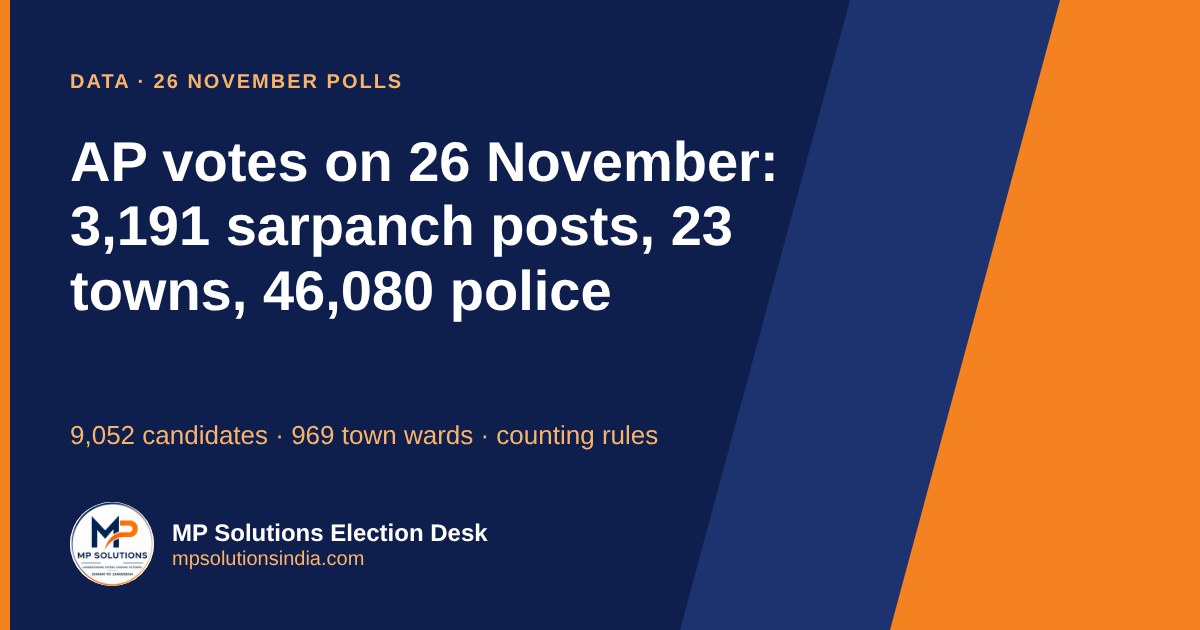 DATA · 26 NOVEMBER POLLS
AP votes on 26 November:
3,191 sarpanch posts, 23
towns, 46,080 police
9,052 candidates · 969 town wards · counting rules
MP
MP SOLUTIONS
MP Solutions Election Desk
mpsolutionsindia.com